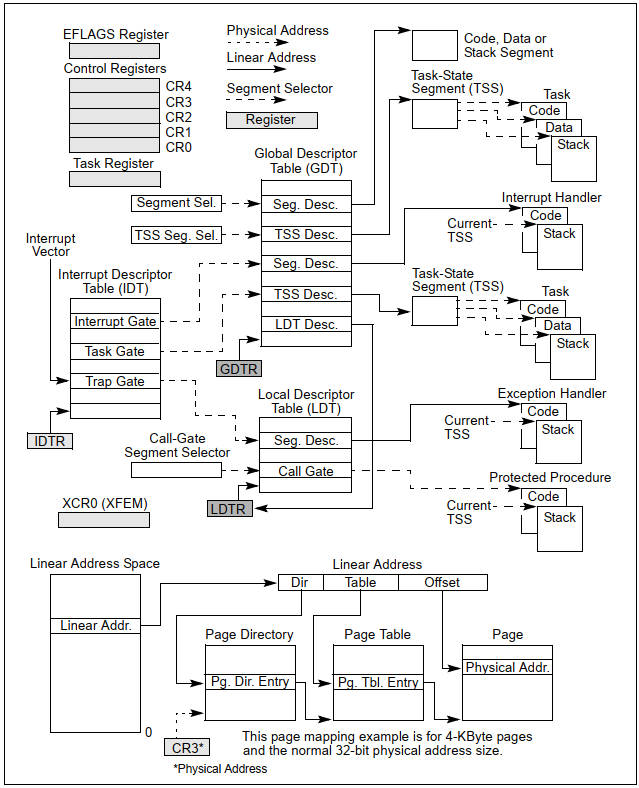 EFLAGS Register
Control Registers
CR4
CR3
CR2
CR1
CR0
Task Register
Physical Address
Linear Address
Segment Selector
Register
Code, Data or
Stack Segment
Task-State
Segment (TSS)
Task
Code
Data
Stack
Global Descriptor
Table (GDT)
Segment Sel.
Seg. Desc.
TSS Seg. Sel.
TSS Desc.
Seg. Desc.
TSS Desc.
LDT Desc.
GDTR
Interrupt Handler
Code
Current
TSS
Stack
Interrupt
Vector
Interrupt Descriptor
Table (IDT)
Interrupt Gate
Task Gate
Trap Gate
IDTR
Task-State
Segment (TSS)
Task
Code
Data
Stack
Local Descriptor
Table (LDT)
Seg. Desc.
Call-Gate
Segment Selector
Call Gate
LDTR
Exception Handler
Code
Current
TSS
Stack
Protected Procedure
Code
Current
TSS
Stack
XCR0 (XFEM)
Linear Address Space
Linear Addr.
0
Linear Address
Dir
Table
Offset
Page Directory
Pg. Dir. Entry
Page Table
Pg. Tbl. Entry
Page
Physical Addr.
CR3*
*Physical Address
This page mapping example is for 4-KByte pages
and the normal 32-bit physical address size.